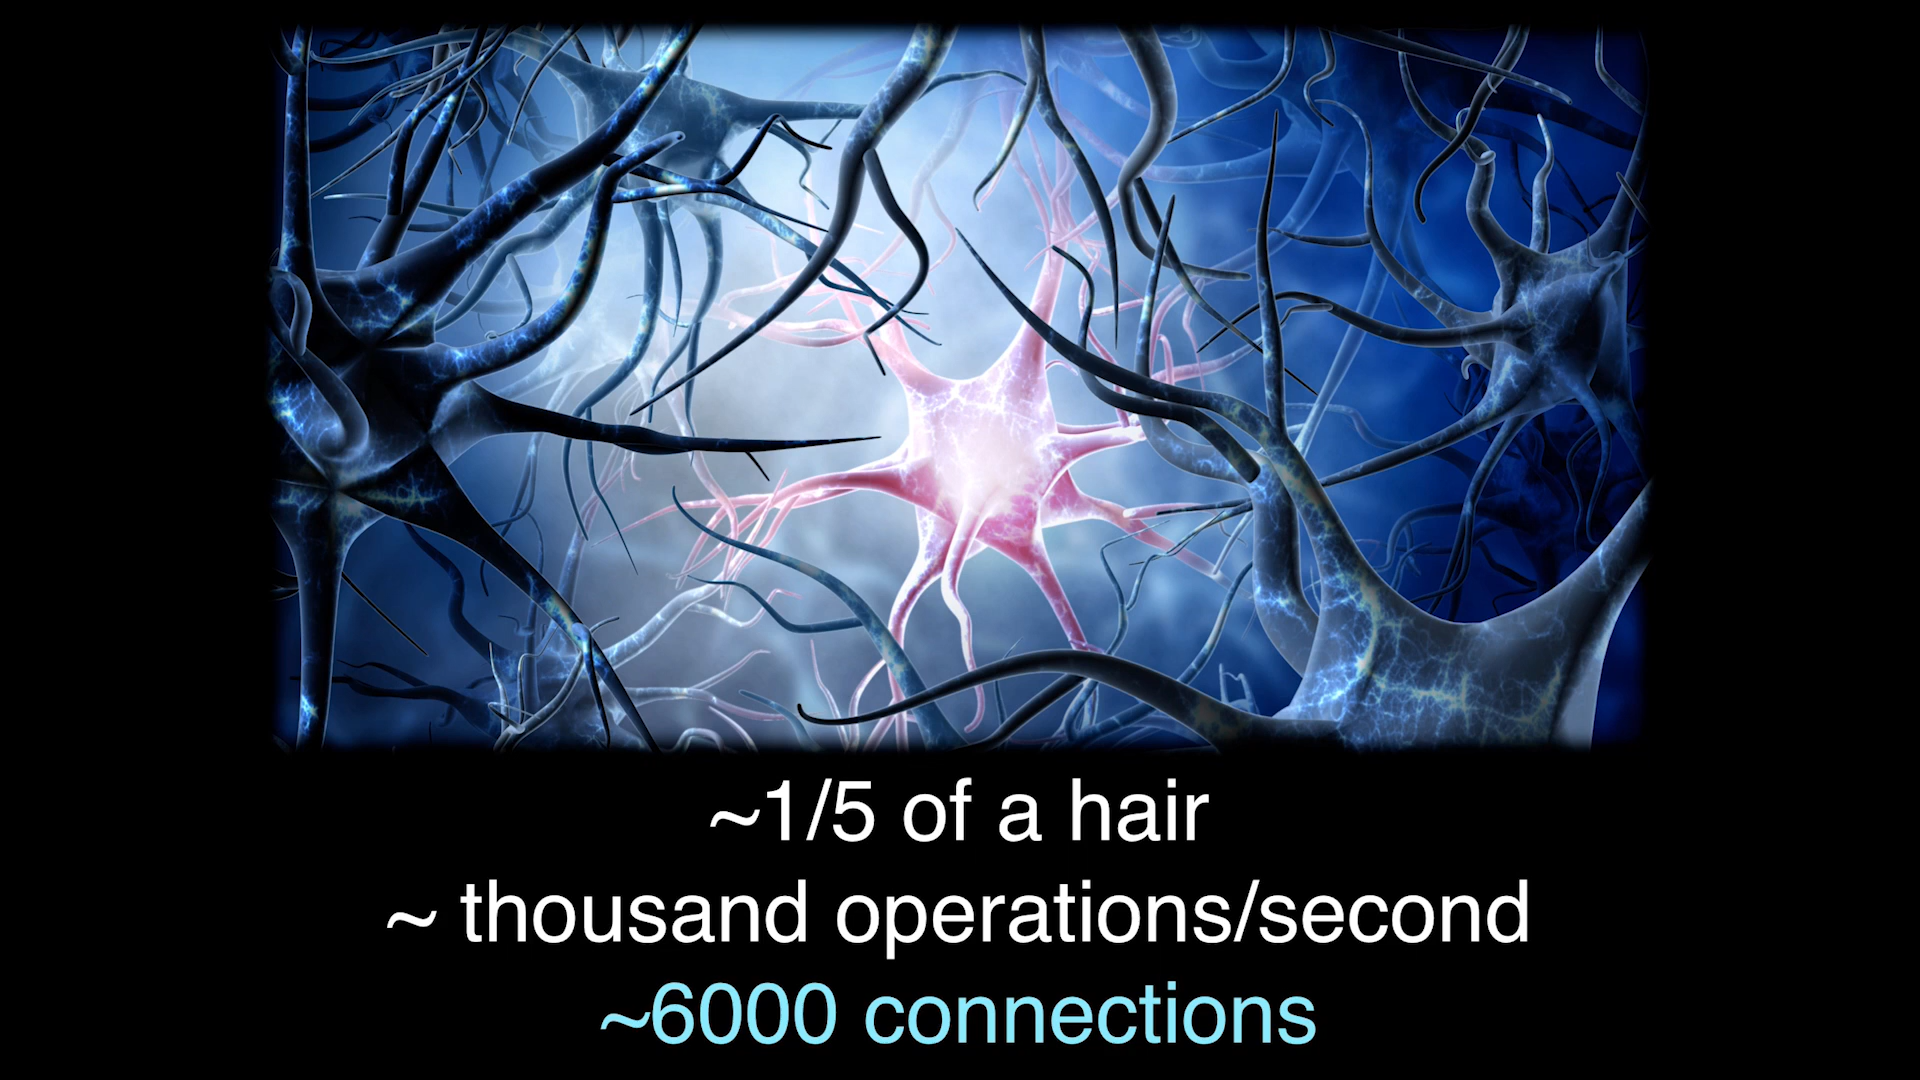 ~1/5 of a hair
~ thousand operations/second
~6000 connections